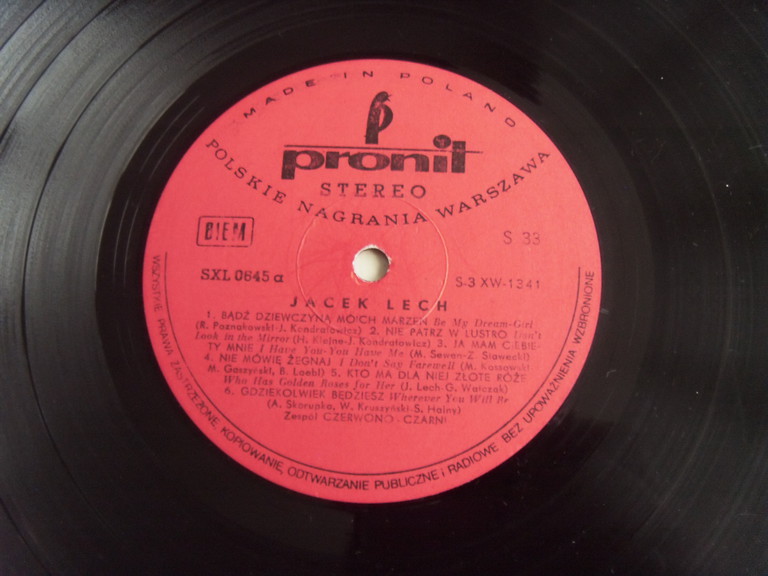 MADE IN POLAND
pronit
STEREO
POLSKIE NAGRANIA WARSZAWA
BIEM
S 33
SXL 0645 a
S-3 XW-1341
JACEK LECH
1. BĄDŹ DZIEWCZYNĄ MOICH MARZEŃ Be My Dream-Girl
(R. Poznakowski-J. Kondratowicz) 2. NIE PATRZ W LUSTRO Don't
Look in the Mirror (H. Klejna-J. Kondratowicz) 3. JA MAM CIEBIE-
TY MNIE I Have You-You Have Me (M. Sewen-Z. Stawecki)
4. NIE MÓWIĘ ŻEGNAJ I Don't Say Farewell (M. Kossowski
M. Gaszyński, B. Loebl) 5. KTO MA DLA NIEJ ZŁOTE RÓŻE
Who Has Golden Roses for Her (J. Lech-G. Walczak)
6. GDZIEKOLWIEK BĘDZIESZ Wherever You Will Be
(A. Skorupka, W. Kruszyński-S. Halny)
Zespół CZERWONO-CZARNI
WSZYSTKIE PRAWA ZASTRZEŻONE, KOPIOWANIE, ODTWARZANIE PUBLICZNE i RADIOWE BEZ UPOWAŻNIENIA WZBRONIONE